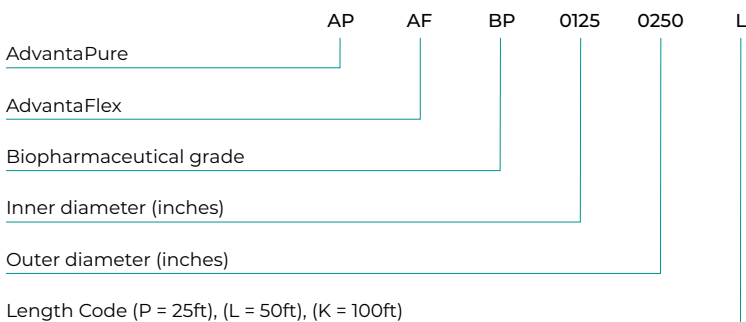 AP AF BP 0125 0250 L
AdvantaPure
AdvantaFlex
Biopharmaceutical grade
Inner diameter (inches)
Outer diameter (inches)
Length Code (P = 25ft), (L = 50ft), (K = 100ft)